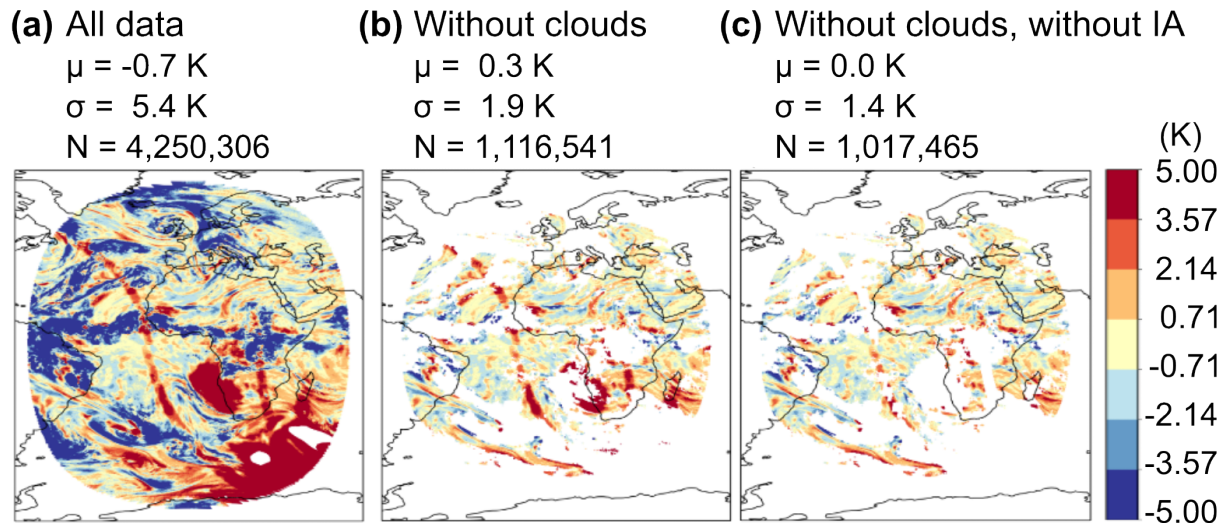 (a) All data
μ = -0.7 K
σ = 5.4 K
N = 4,250,306
(b) Without clouds
μ = 0.3 K
σ = 1.9 K
N = 1,116,541
(c) Without clouds, without IA
μ = 0.0 K
σ = 1.4 K
N = 1,017,465
(K)
5.00
3.57
2.14
0.71
-0.71
-2.14
-3.57
-5.00